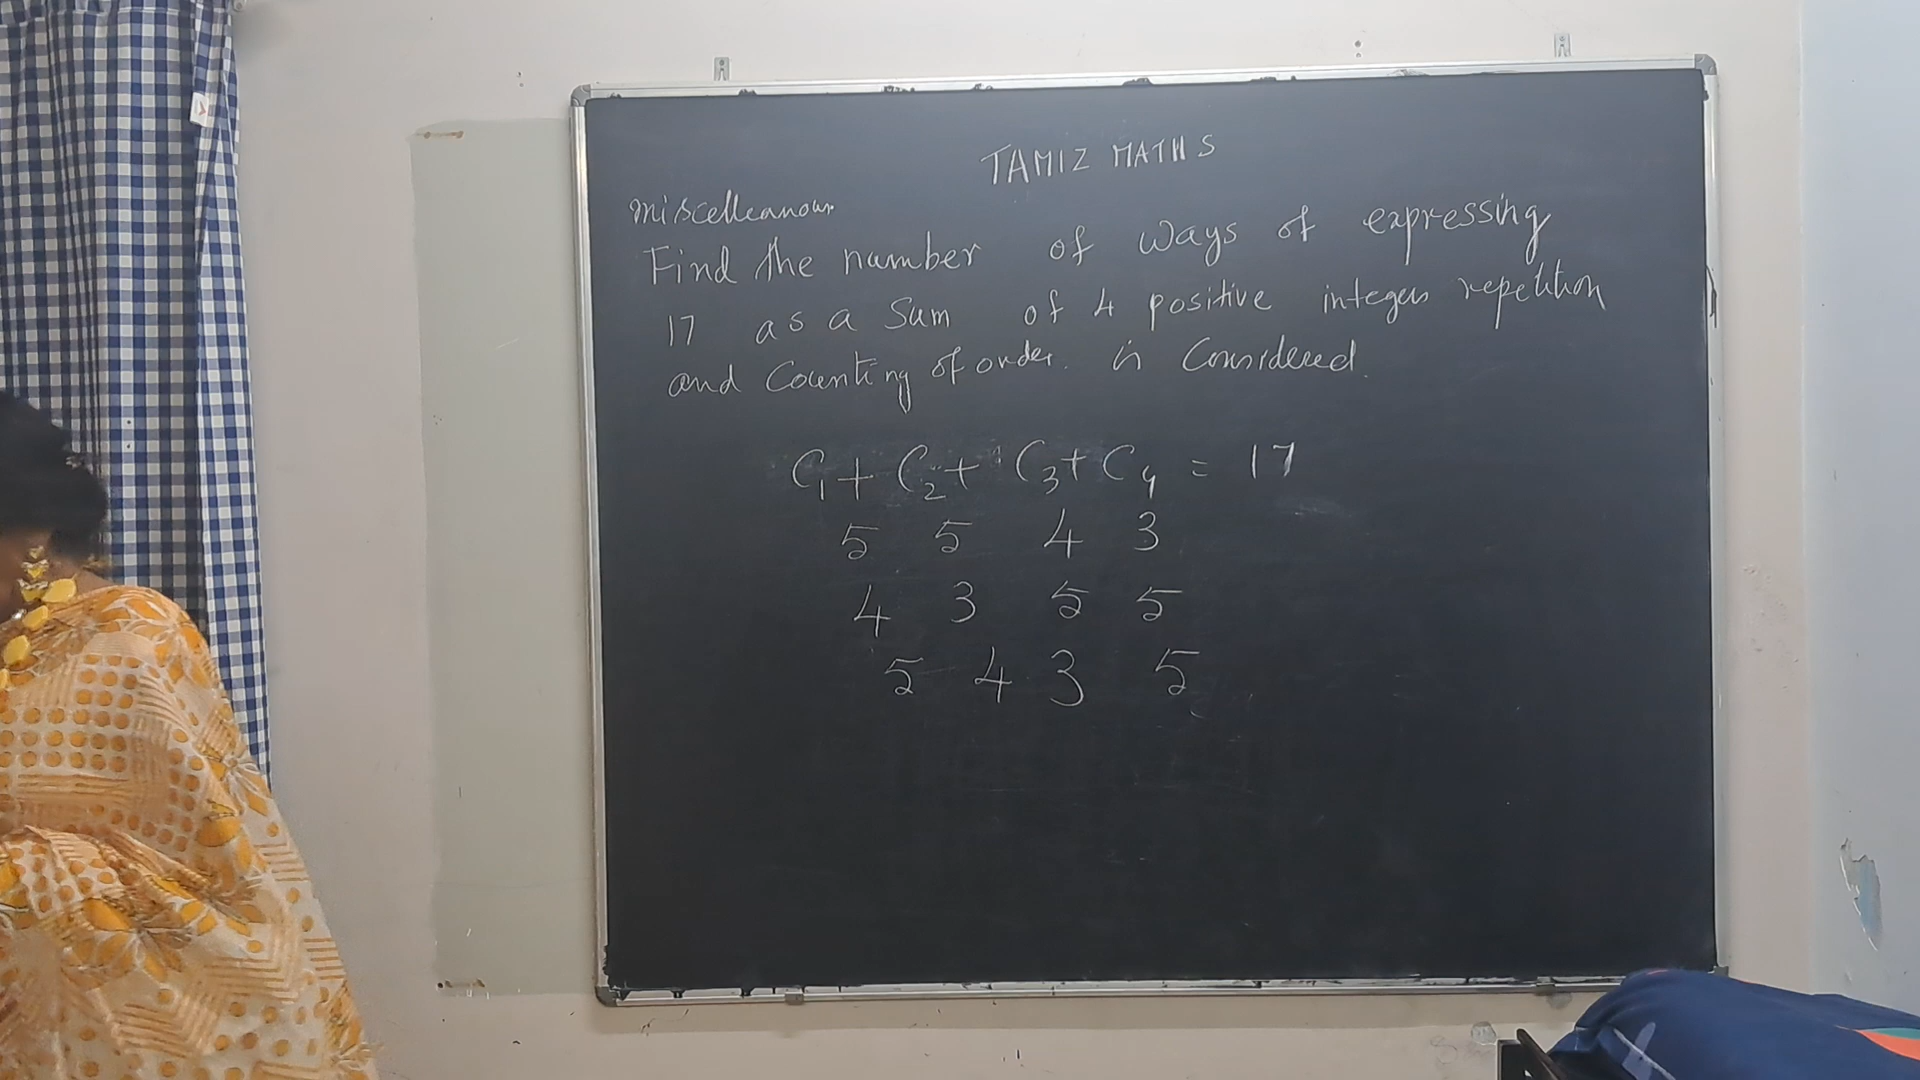 TAMIZ MATHS
miscelleanous
Find the number of ways of expressing
17 as a sum of 4 positive integers repetition
and Counting of order. is Considered.
C₁ + C₂ + C₃ + C₄ = 17
5 5 4 3
4 3 5 5
5 4 3 5